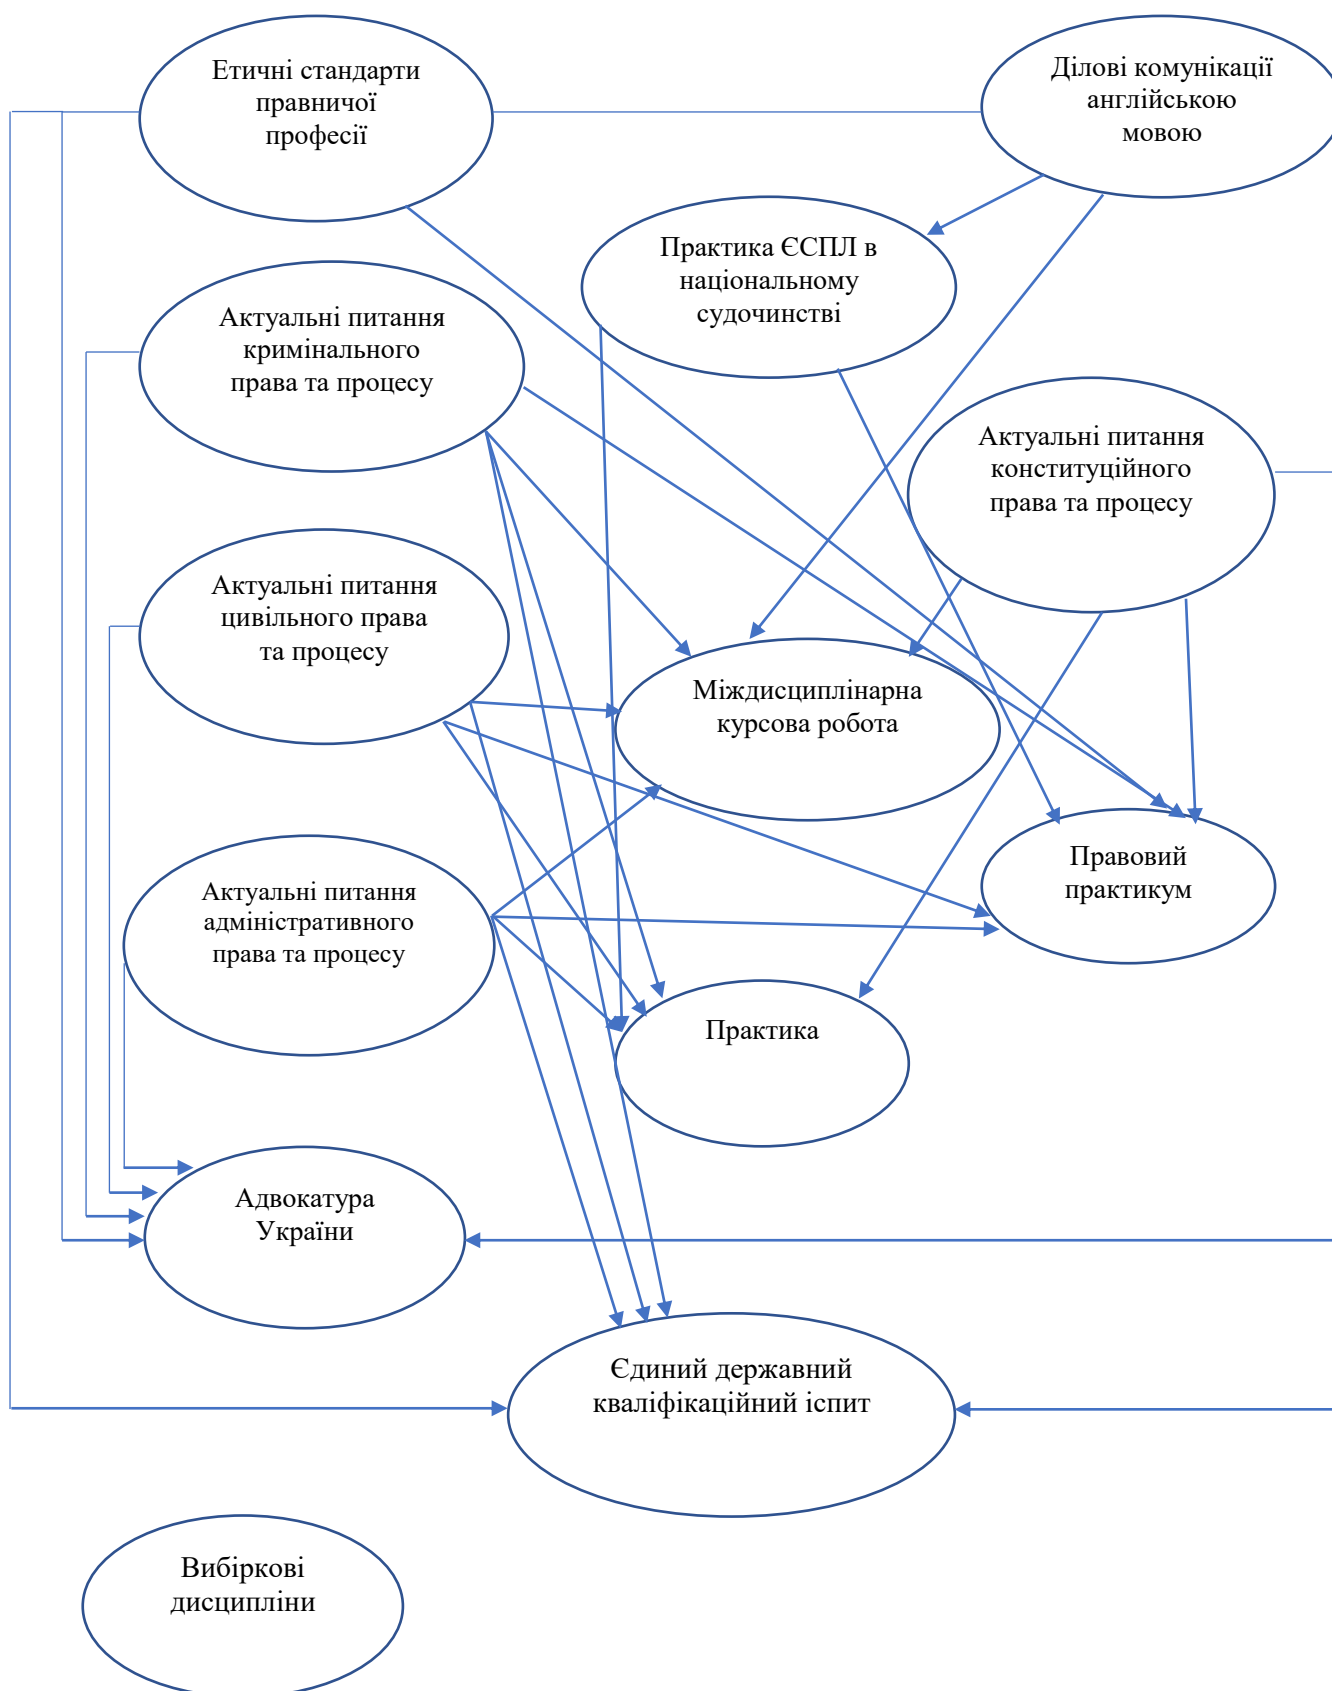 Етичні стандарти
правничої
професії
Ділові комунікації
англійською
мовою
Практика ЄСПЛ в
національному
судочинстві
Актуальні питання
кримінального
права та процесу
Актуальні питання
конституційного
права та процесу
Актуальні питання
цивільного права
та процесу
Міждисциплінарна
курсова робота
Актуальні питання
адміністративного
права та процесу
Правовий
практикум
Практика
Адвокатура
України
Єдиний державний
кваліфікаційний іспит
Вибіркові
дисципліни